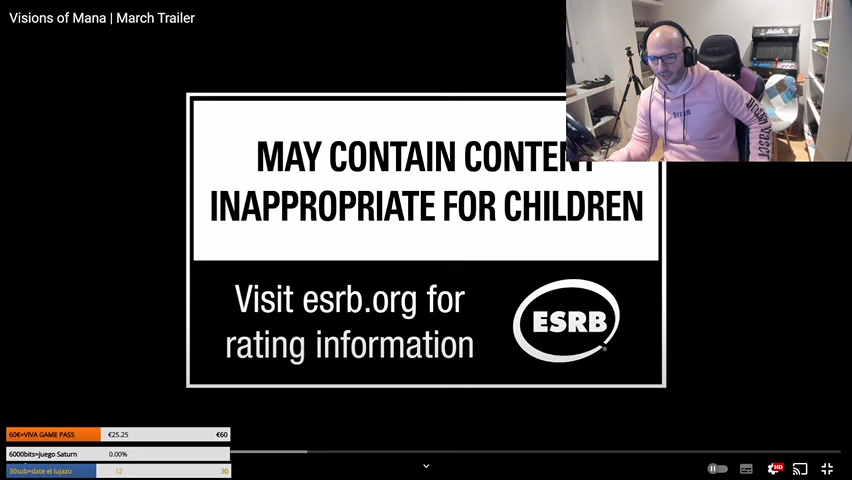 Visions of Mana | March Trailer
MAY CONTAIN CONTENT
INAPPROPRIATE FOR CHILDREN
Visit esrb.org for
rating information
ESRB
60€=VIVA GAME PASS €25.25 €60
6000bits=juego Saturn 0.00%
30sub=date el lujazo 12 30
HD